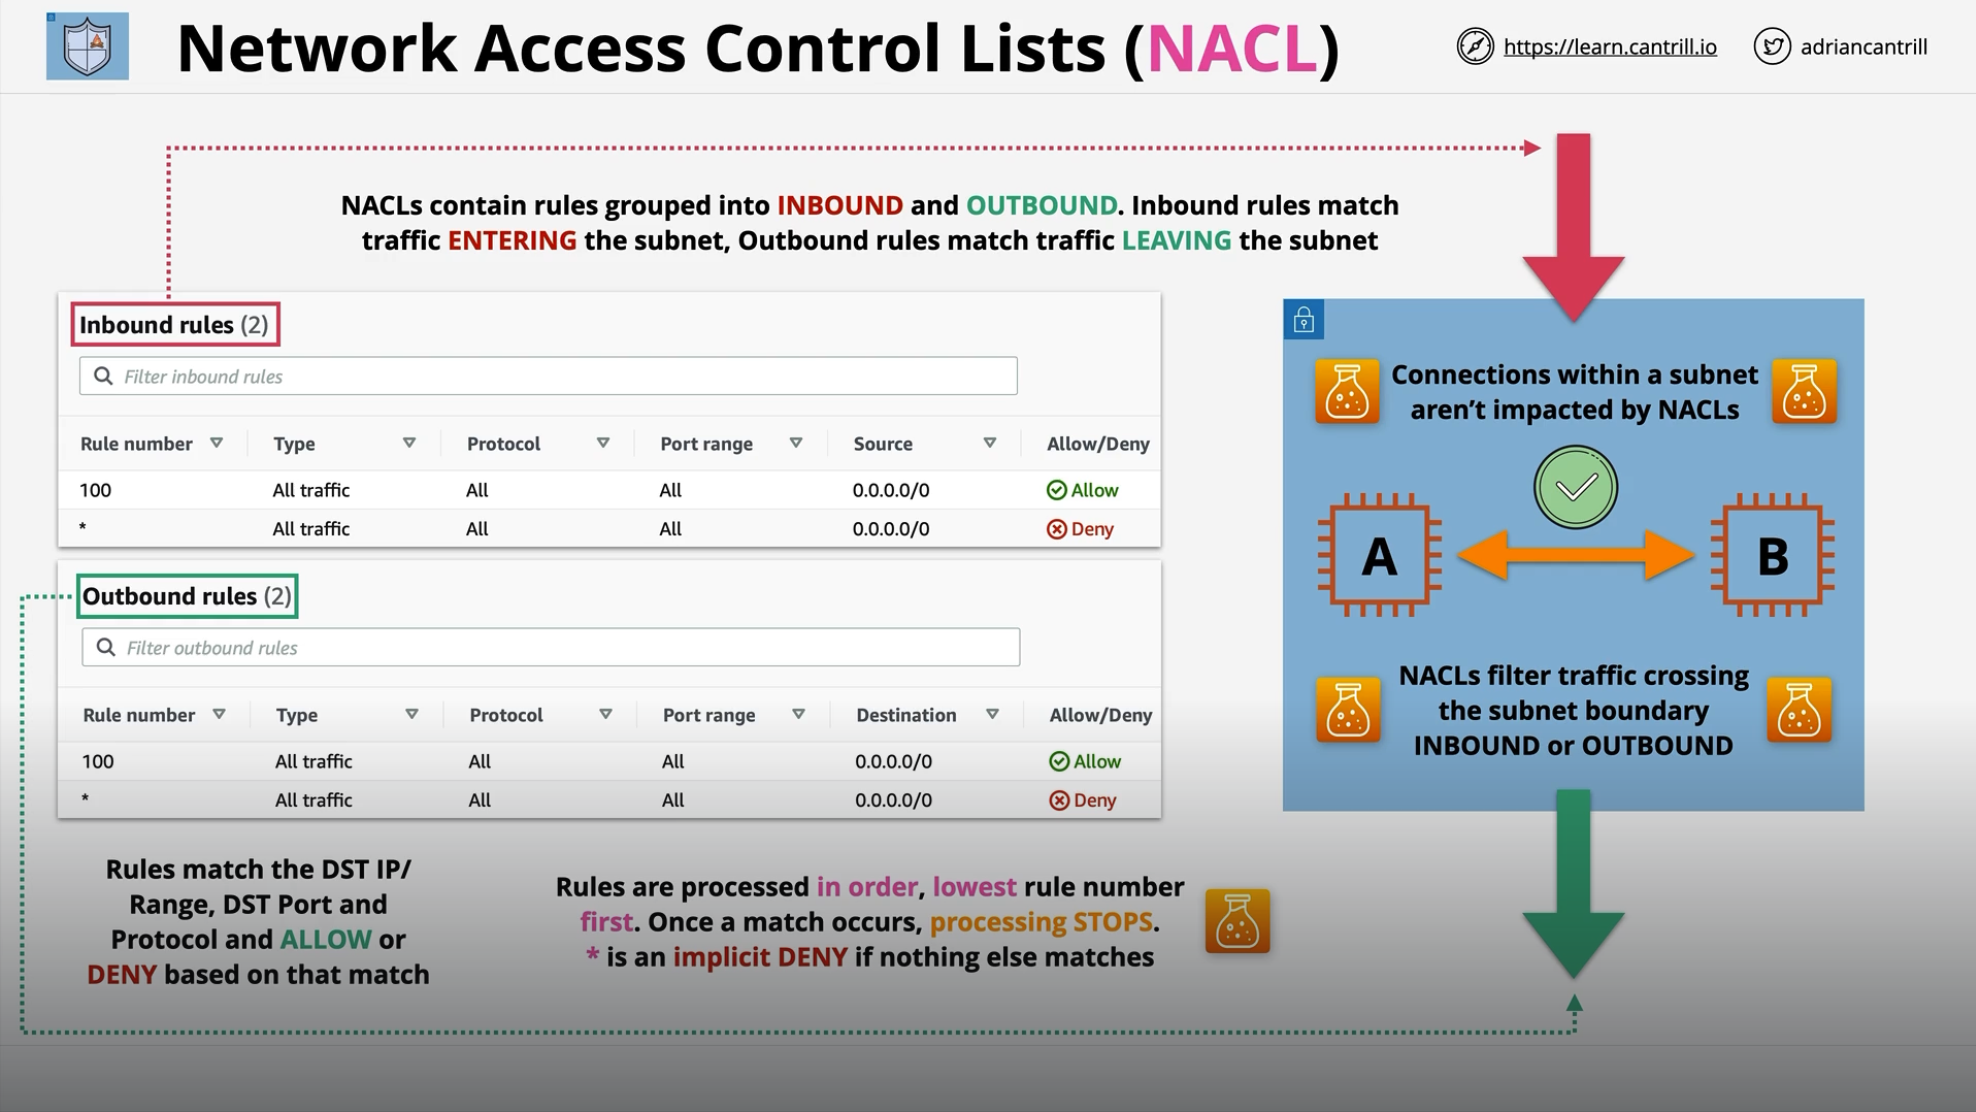 Network Access Control Lists (NACL)
https://learn.cantrill.io
adriancantrill
NACLs contain rules grouped into INBOUND and OUTBOUND. Inbound rules match
traffic ENTERING the subnet, Outbound rules match traffic LEAVING the subnet
Inbound rules (2)
Filter inbound rules
Rule number Type Protocol Port range Source Allow/Deny
100 All traffic All All 0.0.0.0/0 Allow
* All traffic All All 0.0.0.0/0 Deny
Outbound rules (2)
Filter outbound rules
Rule number Type Protocol Port range Destination Allow/Deny
100 All traffic All All 0.0.0.0/0 Allow
* All traffic All All 0.0.0.0/0 Deny
Connections within a subnet
aren't impacted by NACLs
A B
NACLs filter traffic crossing
the subnet boundary
INBOUND or OUTBOUND
Rules match the DST IP/
Range, DST Port and
Protocol and ALLOW or
DENY based on that match
Rules are processed in order, lowest rule number
first. Once a match occurs, processing STOPS.
* is an implicit DENY if nothing else matches